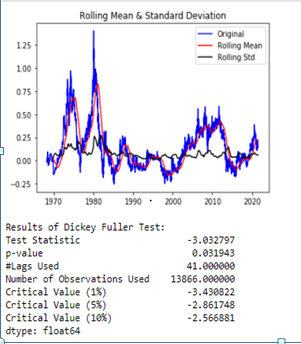 Rolling Mean & Standard Deviation
Original
Rolling Mean
Rolling Std
1.25
1.00
0.75
0.50
0.25
0.00
−0.25
1970 1980 1990 2000 2010 2020
Results of Dickey Fuller Test:
Test Statistic -3.032797
p-value 0.031943
#Lags Used 41.000000
Number of Observations Used 13866.000000
Critical Value (1%) -3.430822
Critical Value (5%) -2.861748
Critical Value (10%) -2.566881
dtype: float64